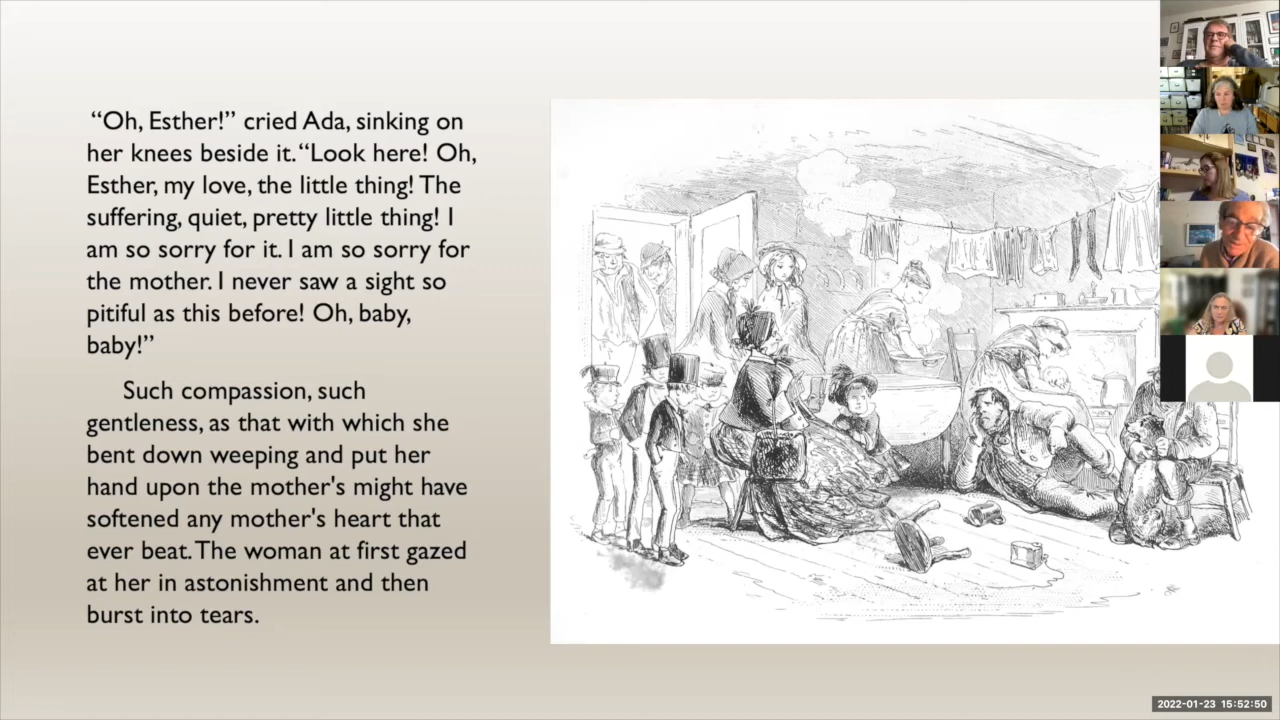 “Oh, Esther!” cried Ada, sinking on
her knees beside it. “Look here! Oh,
Esther, my love, the little thing! The
suffering, quiet, pretty little thing! I
am so sorry for it. I am so sorry for
the mother. I never saw a sight so
pitiful as this before! Oh, baby,
baby!”
Such compassion, such
gentleness, as that with which she
bent down weeping and put her
hand upon the mother's might have
softened any mother's heart that
ever beat. The woman at first gazed
at her in astonishment and then
burst into tears.
2022-01-23 15:52:50